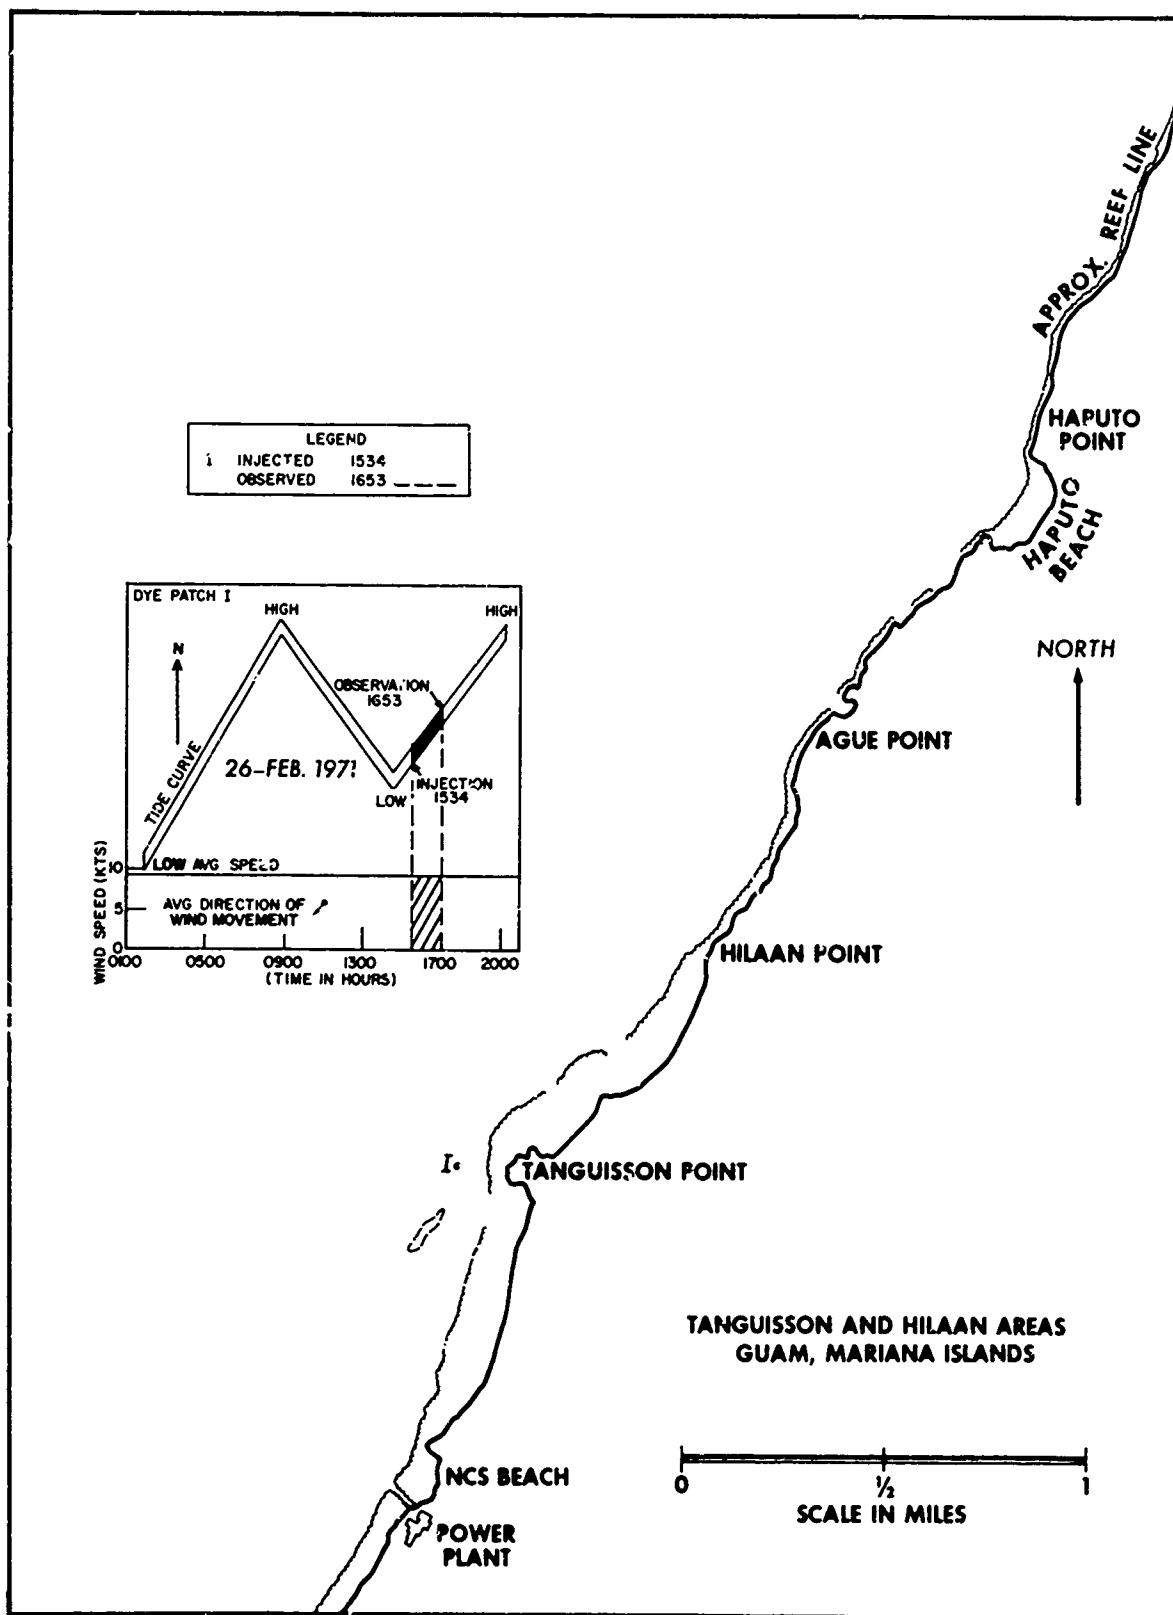 APPROX. REEF LINE
HAPUTO
POINT
HAPUTO
BEACH
LEGEND
1 INJECTED 1534
OBSERVED 1653
NORTH
DYE PATCH I
HIGH
HIGH
N
OBSERVATION
1653
TIDE CURVE
26-FEB.
INJECTION
1534
LOW
AGUE POINT
WIND SPEED (KTS)
10
LOW AVG SPEED
5
AVG DIRECTION OF
WIND MOVEMENT
0
0100 0500 0900 1300 1700 2000
(TIME IN HOURS)
HILAAN POINT
I
TANGUISSON POINT
TANGUISSON AND HILAAN AREAS
GUAM, MARIANA ISLANDS
0 ½ 1
SCALE IN MILES
NCS BEACH
POWER
PLANT